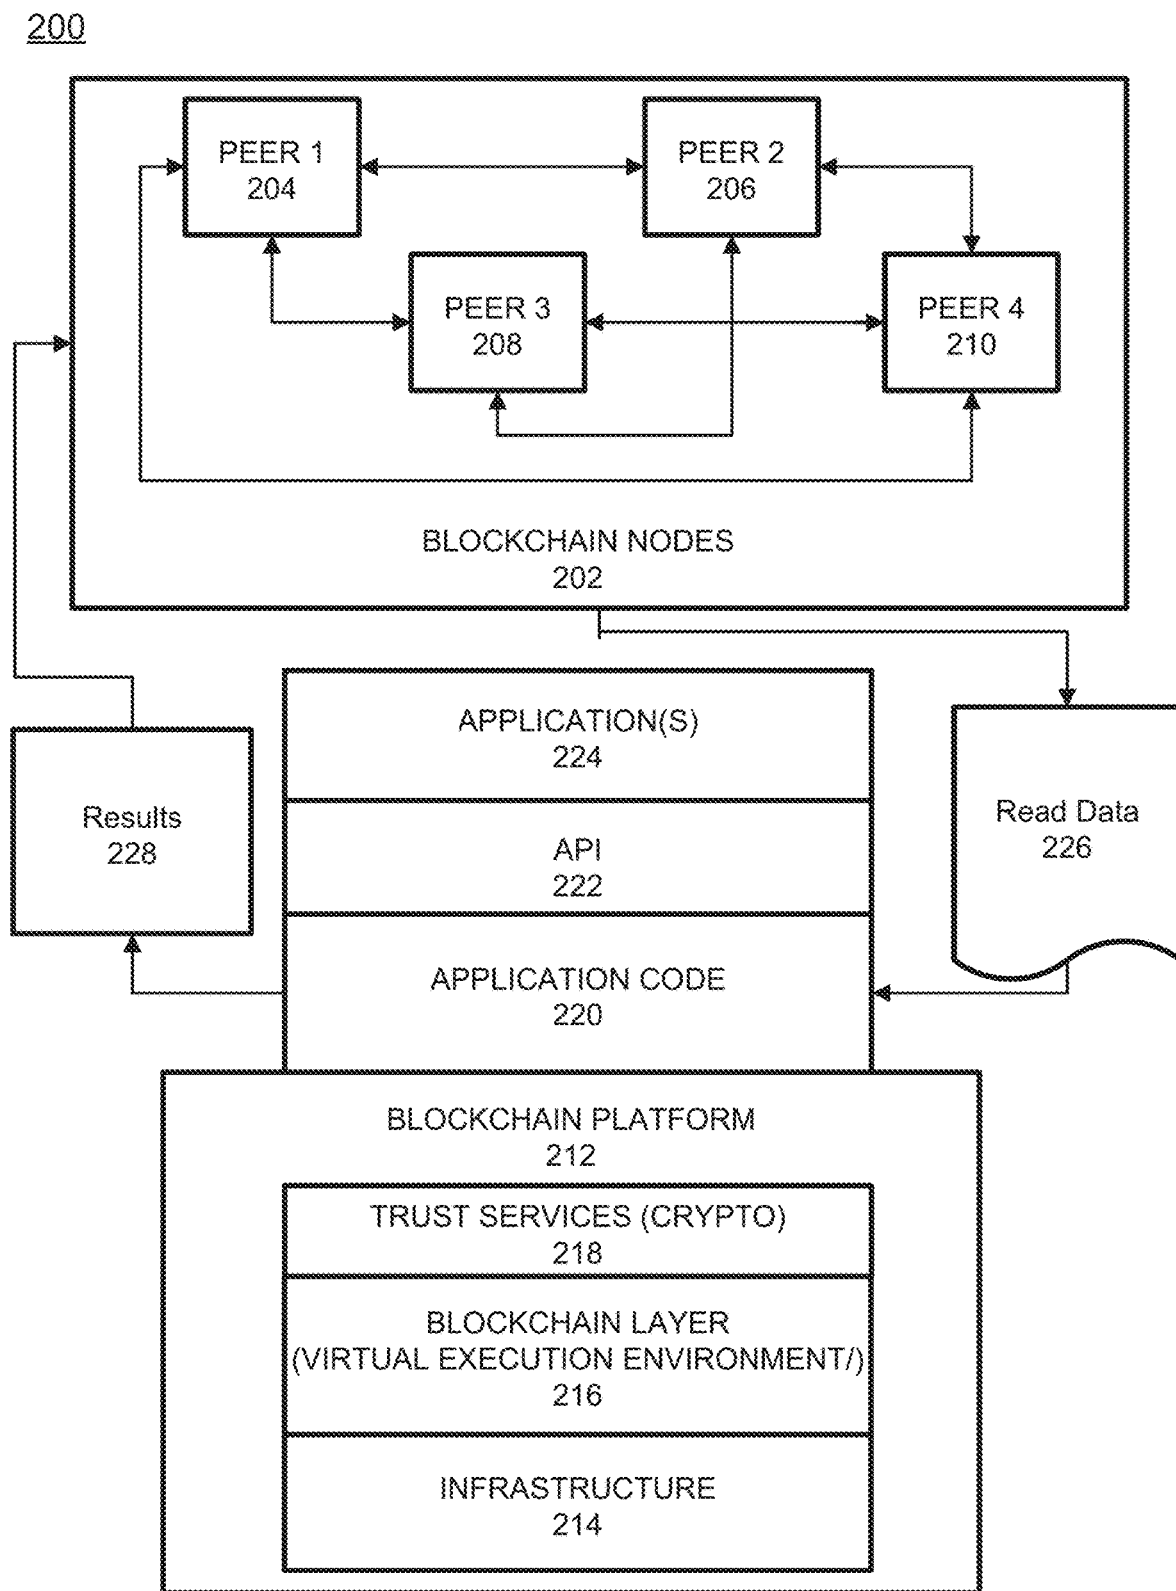 200
PEER 1
204
PEER 2
206
PEER 3
208
PEER 4
210
BLOCKCHAIN NODES
202
APPLICATION(S)
224
Results
228
API
222
Read Data
226
APPLICATION CODE
220
BLOCKCHAIN PLATFORM
212
TRUST SERVICES (CRYPTO)
218
BLOCKCHAIN LAYER
(VIRTUAL EXECUTION ENVIRONMENT/)
216
INFRASTRUCTURE
214